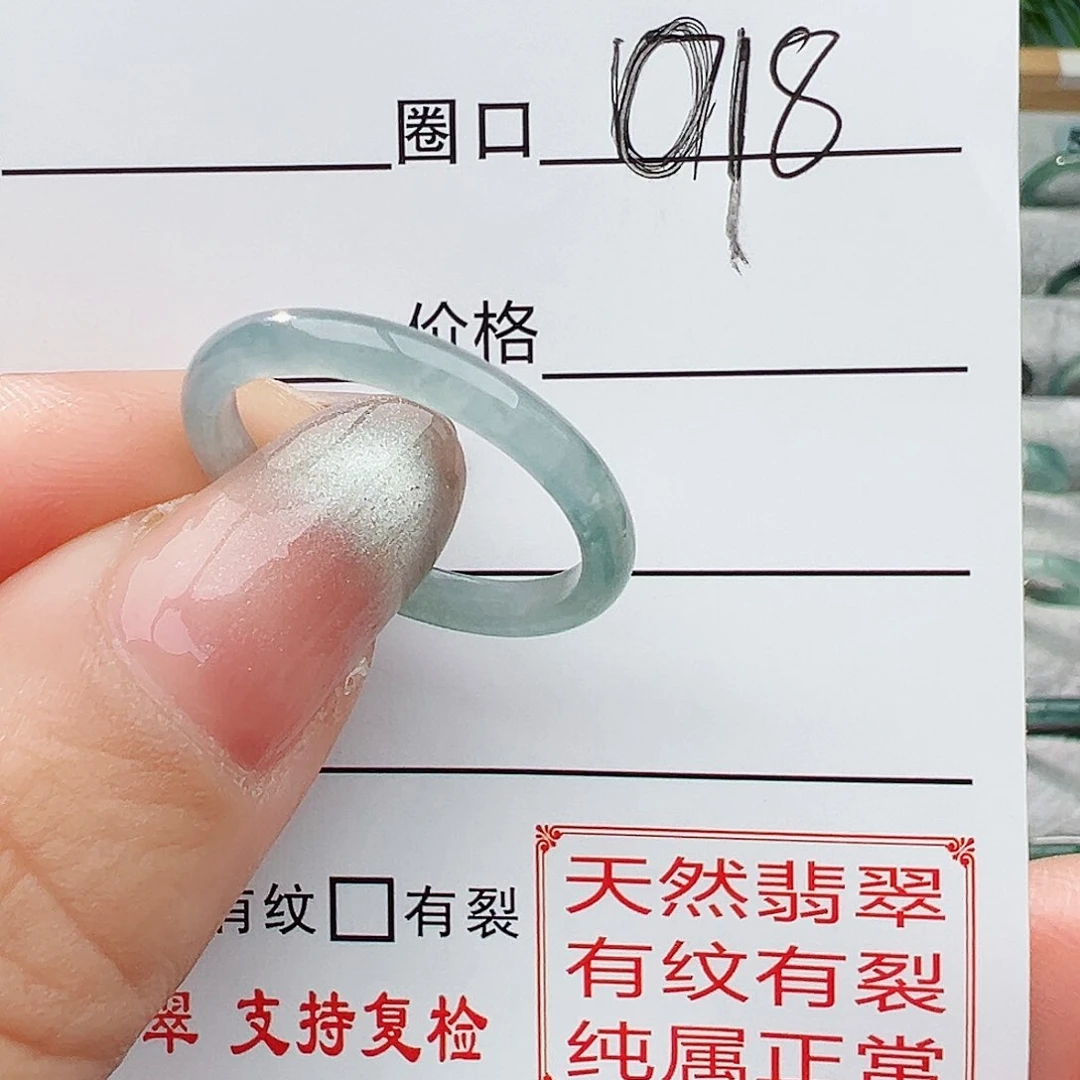 圈口 018
价格
有纹 □ 有裂
翠 支持复检
天然翡翠
有纹有裂
纯属正常